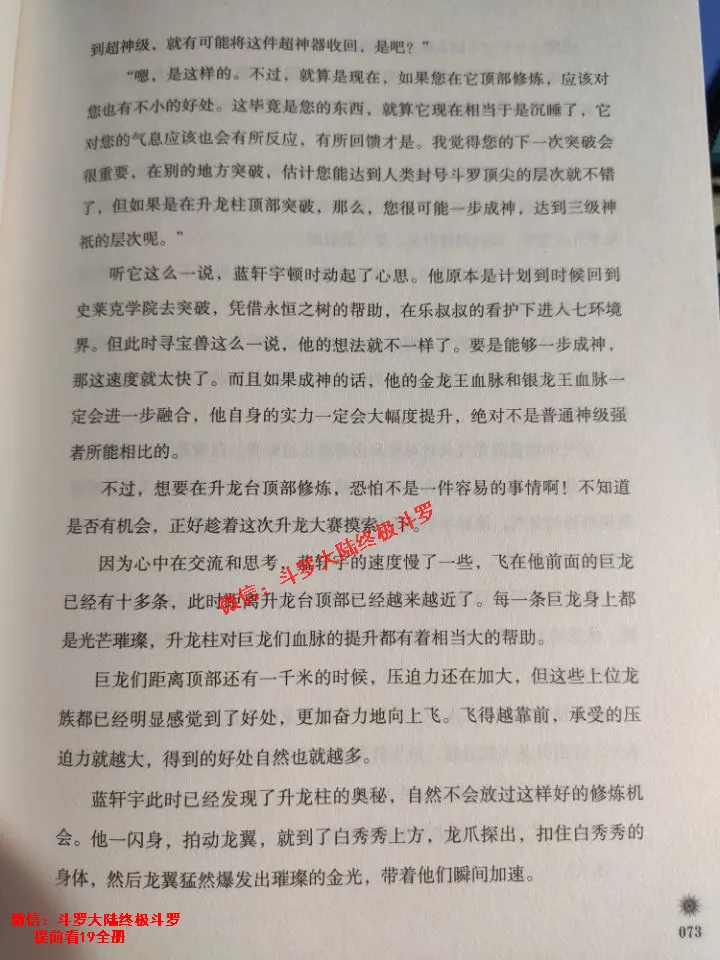 到超神级，就有可能将这件超神器收回，是吧？”
“嗯，是这样的。不过，就算是现在，如果您在它顶部修炼，应该对
您也有不小的好处。这毕竟是您的东西，就算它现在相当于是沉睡了，它
对您的气息应该也会有所反应，有所回馈才是。我觉得您的下一次突破会
很重要，在别的地方突破，估计您能达到人类封号斗罗顶尖的层次就不错
了，但如果是在升龙柱顶部突破，那么，您很可能一步成神，达到三级神
祇的层次呢。”
听它这么一说，蓝轩宇顿时动起了心思。他原本是计划到时候回到
史莱克学院去突破，凭借永恒之树的帮助，在乐叔叔的看护下进入七环境
界。但此时寻宝兽这么一说，他的想法就不一样了。要是能够一步成神，
那这速度就太快了。而且如果成神的话，他的金龙王血脉和银龙王血脉一
定会进一步融合，他自身的实力一定会大幅度提升，绝对不是普通神级强
者所能相比的。
不过，想要在升龙台顶部修炼，恐怕不是一件容易的事情啊！不知道
是否有机会，正好趁着这次升龙大赛摸索一下。
因为心中在交流和思考，蓝轩宇的速度慢了一些，飞在他前面的巨龙
已经有十多条，此时距离升龙台顶部已经越来越近了。每一条巨龙身上都
是光芒璀璨，升龙柱对巨龙们血脉的提升都有着相当大的帮助。
巨龙们距离顶部还有一千米的时候，压迫力还在加大，但这些上位龙
族都已经明显感觉到了好处，更加奋力地向上飞。飞得越靠前，承受的压
迫力就越大，得到的好处自然也就越多。
蓝轩宇此时已经发现了升龙柱的奥秘，自然不会放过这样好的修炼机
会。他一闪身，拍动龙翼，就到了白秀秀上方，龙爪探出，扣住白秀秀的
身体，然后龙翼猛然爆发出璀璨的金光，带着他们瞬间加速。
微信：斗罗大陆终极斗罗
微信：斗罗大陆终极斗罗
提前看19全册
073